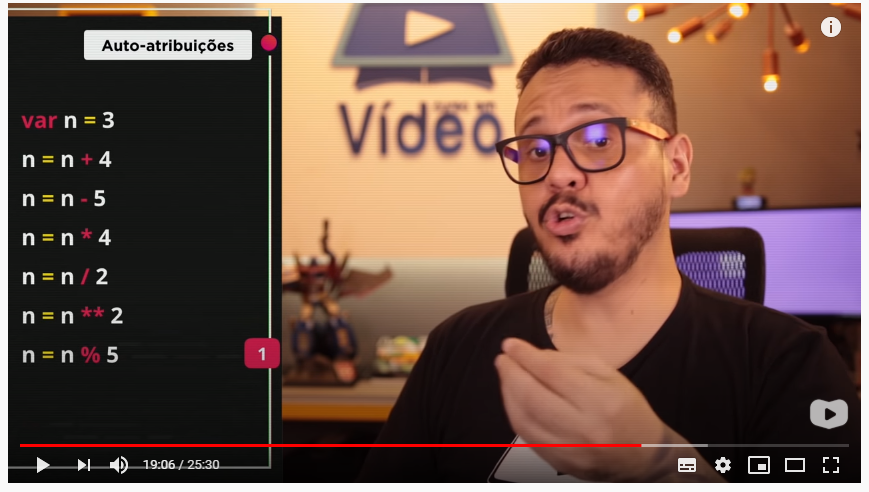 Auto-atribuições
var n = 3
n = n + 4
n = n - 5
n = n * 4
n = n / 2
n = n ** 2
n = n % 5
1
Vídeo
19:06 / 25:30